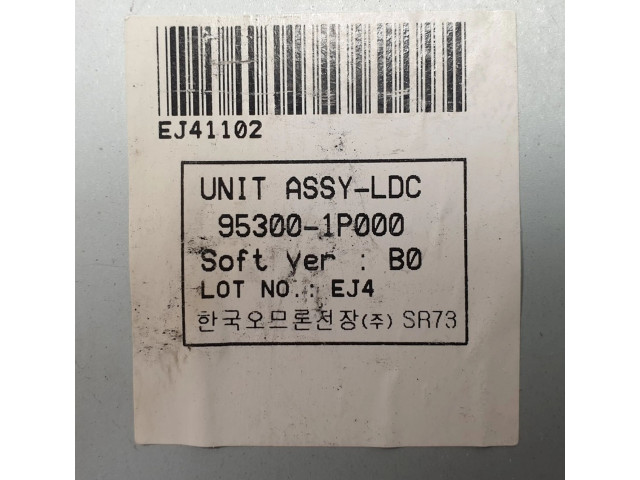 EJ41102
UNIT ASSY-LDC
95300-1P000
Soft Ver : B0
LOT NO.: EJ4
한국오므론전장(주) SR73